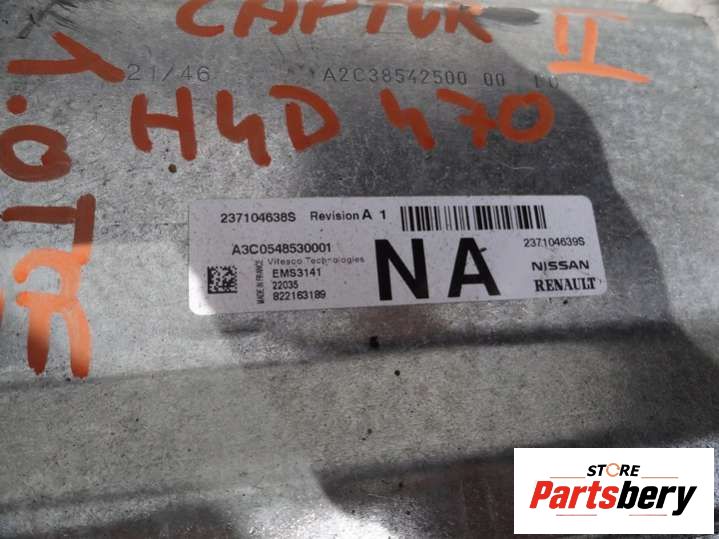 CAPTUR II
21/46 A2C38542500 00
H4D 470
237104638S Revision A 1
A3C0548530001
Vitesco Technologies
EMS3141
22035
822163189
MADE IN FRANCE
NA
237104639S
NISSAN
RENAULT
STORE
Partsbery